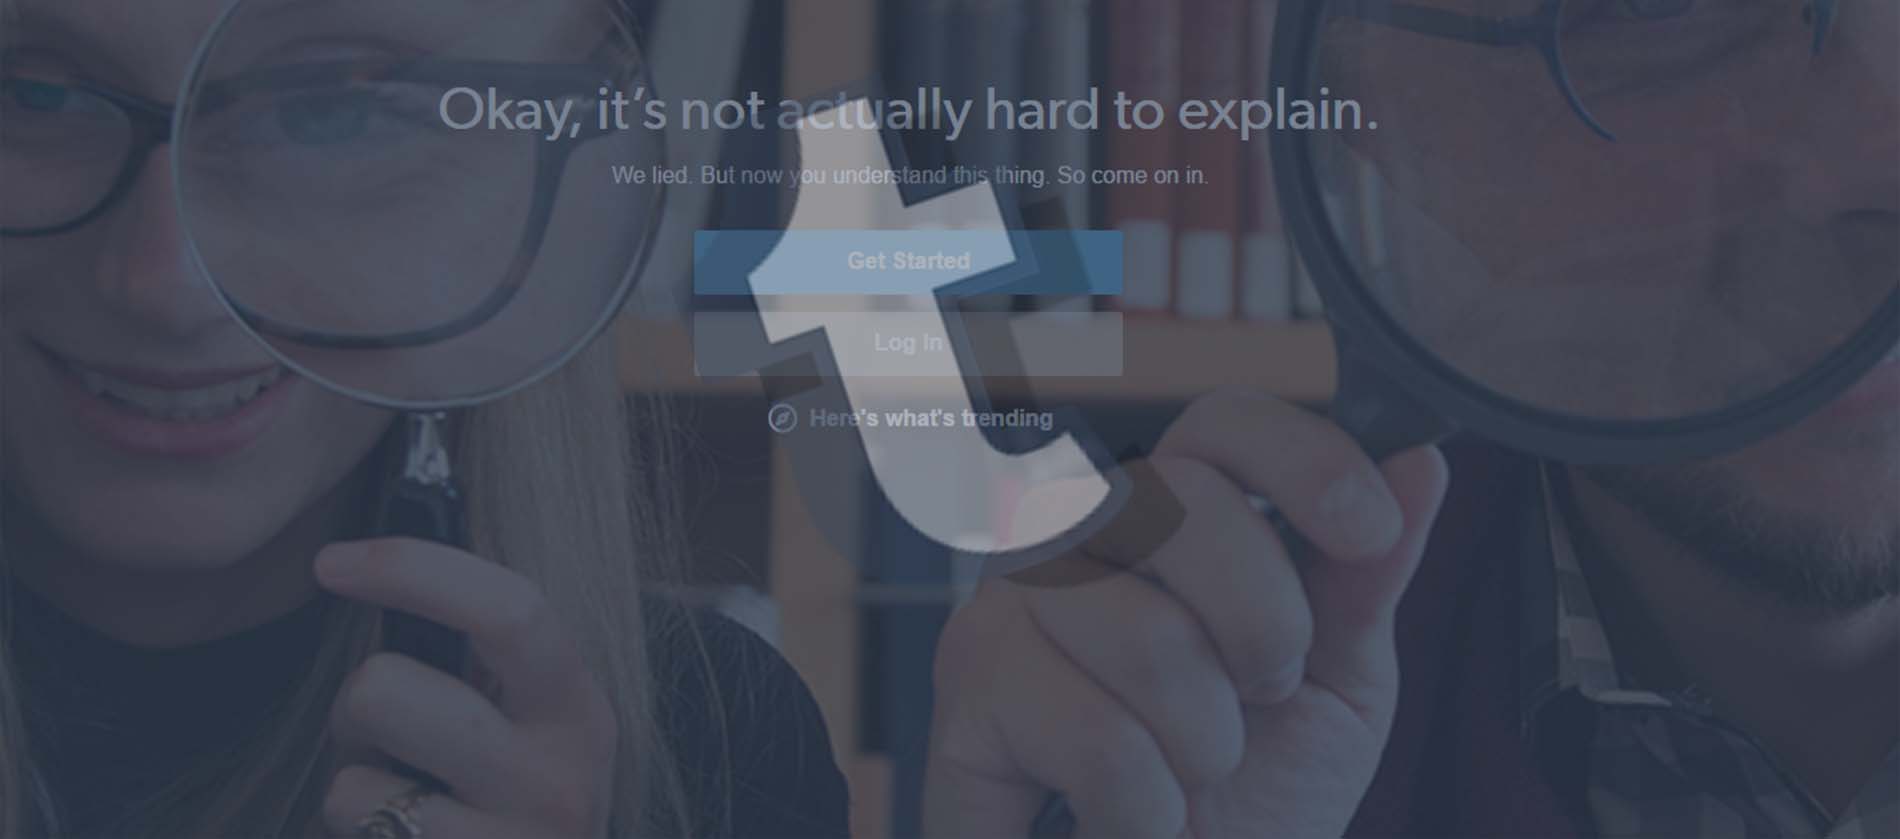 Okay, it’s not actually hard to explain.
We lied. But now you understand this thing. So come on in.
Get Started
Log in
Here's what's trending
t